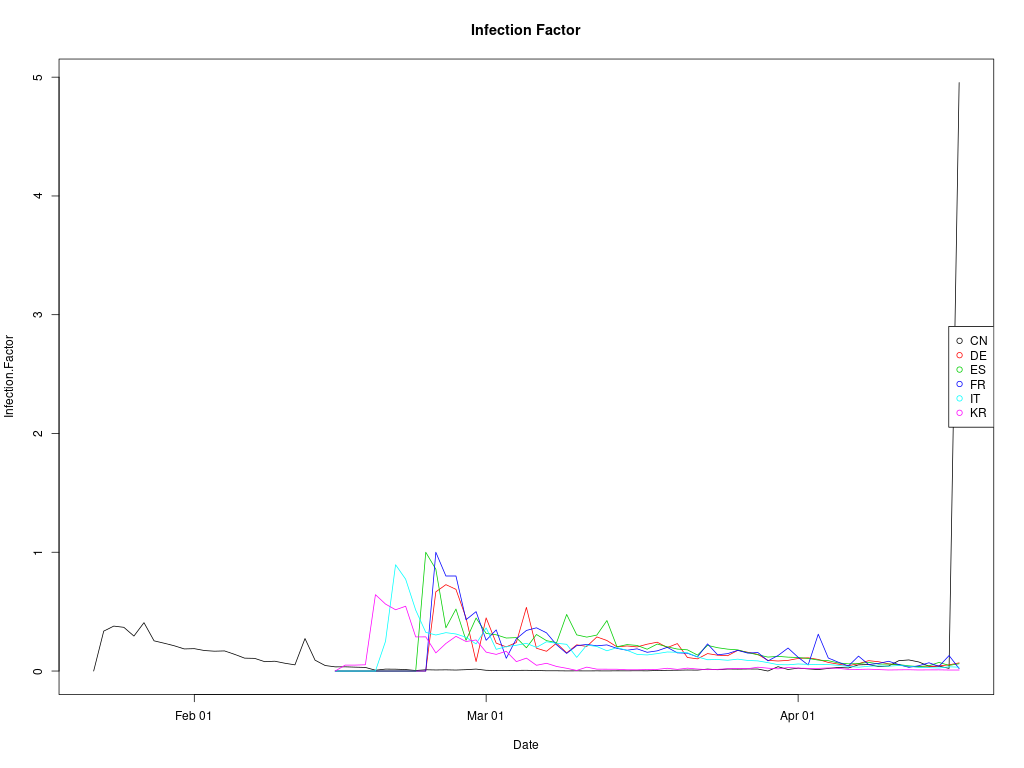 Infection Factor
Infection.Factor
5
4
3
2
1
0
CN
DE
ES
FR
IT
KR
Feb 01 Mar 01 Apr 01
Date